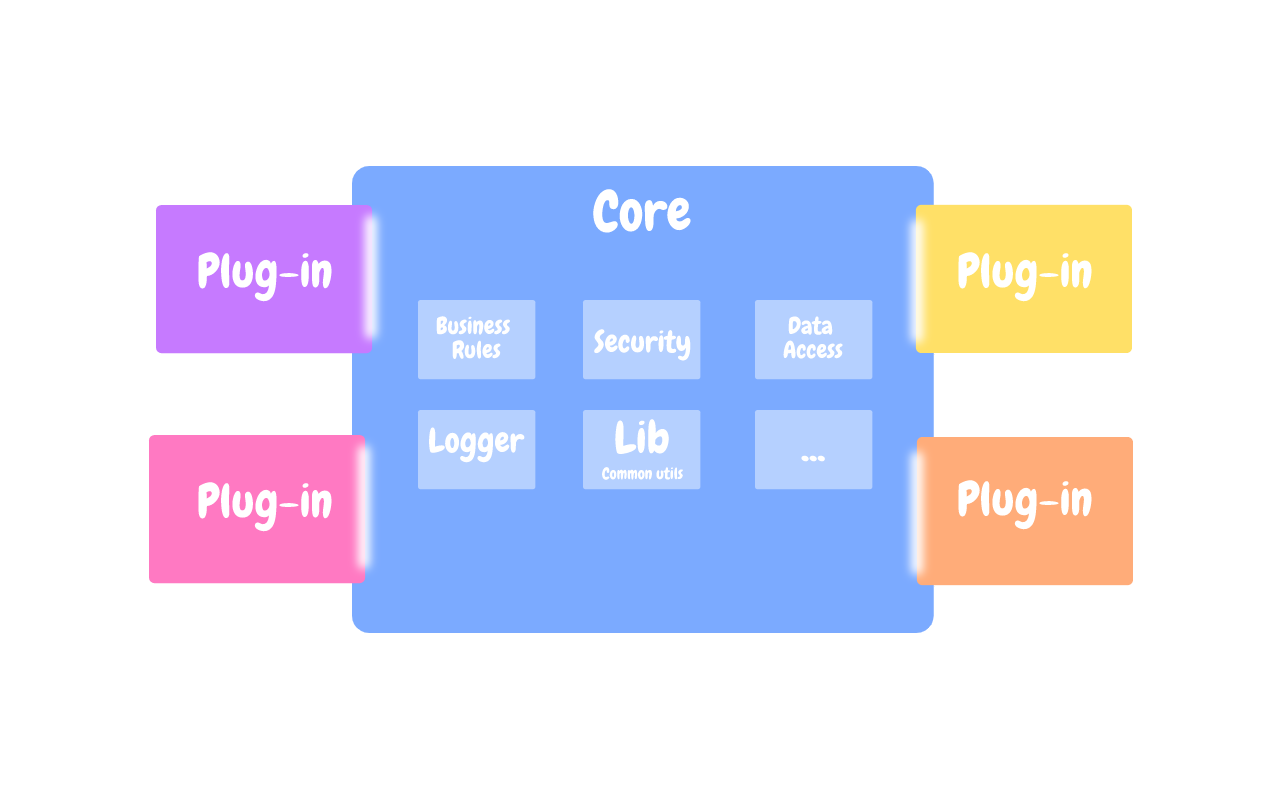 Core
Plug-in
Plug-in
Business
Rules
Security
Data
Access
Logger
Lib
Common utils
...
Plug-in
Plug-in